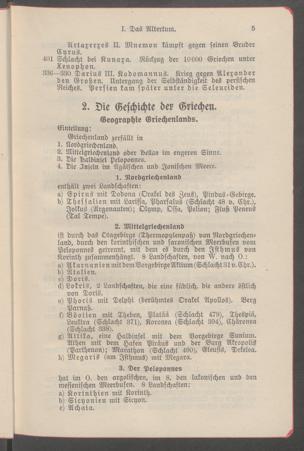 I. Das Altertum. 5
Artaxerxes II. Mnemon kämpft gegen seinen Bruder
Cyrus.
401 Schlacht bei Kunaxa. Rückzug der 10000 Griechen unter
Xenophon.
336—330 Darius III. Kodomannus. Krieg gegen Alexander
den Großen. Untergang der Selbständigkeit des persischen
Reiches. Persien kam später unter die Seleuciden.
2. Die Geschichte der Griechen.
Geographie Griechenlands.
Einteilung:
Griechenland zerfällt in
1. Nordgriechenland.
2. Mittelgriechenland oder Hellas im engeren Sinne.
3. Die Halbinsel Peloponnes.
4. Die Inseln im Ägäischen und Jonischen Meere.
1. Nordgriechenland
enthält zwei Landschaften:
a) Epirus mit Dodona (Orakel des Zeus), Pindus-Gebirge.
b) Thessalien mit Larissa, Pharsalus (Schlacht 48 v. Chr.),
Jolkus (Argonauten); Olymp, Ossa, Pelion; Fluß Peneus
(Tal Tempe).
2. Mittelgriechenland
ist durch das Ötagebirge (Thermopylenpaß) von Nordgriechen-
land, durch den korinthischen und saronischen Meerbusen vom
Peloponnes getrennt, mit dem es durch den Isthmus von
Korinth zusammenhängt. 8 Landschaften, von W. nach O.:
a) Akarnanien mit dem Vorgebirge Aktium (Schlacht 31 v. Chr.).
b) Ätolien.
c) Doris.
d) Lokris, 2 Landschaften, die eine südlich, die andere östlich
von Doris.
e) Phocis mit Delphi (berühmtes Orakel Apollos). Berg
Parnaß.
f) Böotien mit Theben, Platää (Schlacht 479), Thespiä,
Leuktra (Schlacht 371), Koronea (Schlacht 394), Chäronea
(Schlacht 338).
g) Attika, eine Halbinsel mit dem Vorgebirge Sunium.
Athen mit dem Hafen Piräus und der Burg Akropolis
(Parthenon); Marathon (Schlacht 490), Eleusis, Dekelea.
h) Megaris (am Isthmus) mit Megara.
3. Der Peloponnes
hat im O. den argolischen, im S. den lakonischen und den
messenischen Meerbusen. 8 Landschaften:
a) Korinthien mit Korinth.
b) Sicyonien mit Sicyon.
c) Achaia.